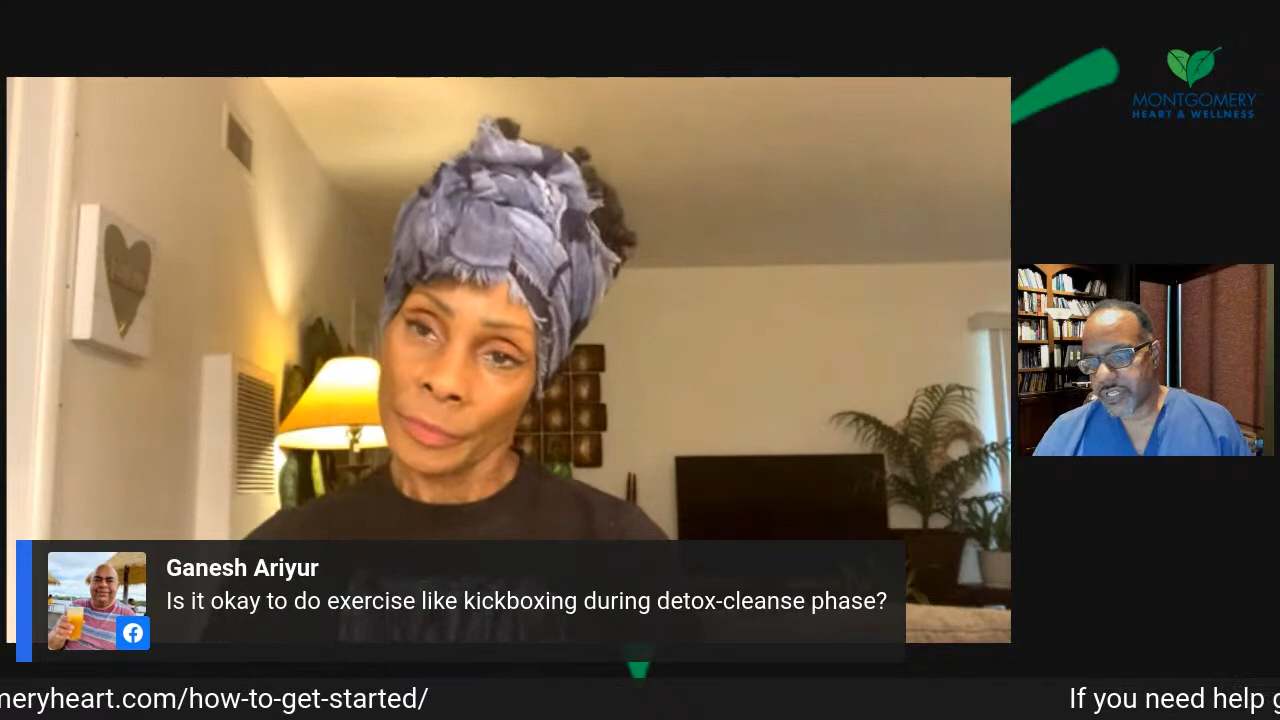 MONTGOMERY
HEART & WELLNESS
Ganesh Ariyur
Is it okay to do exercise like kickboxing during detox-cleanse phase?
meryheart.com/how-to-get-started/
If you need help g